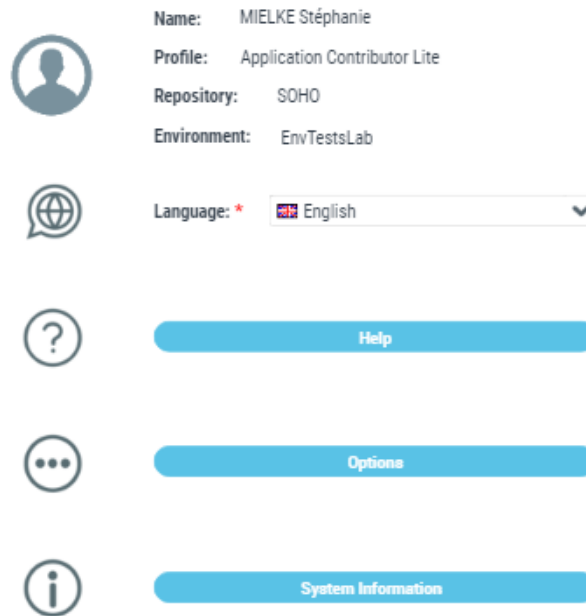 Name: MIELKE Stéphanie
Profile: Application Contributor Lite
Repository: SOHO
Environment: EnvTestsLab
Language: * English
Help
Options
System Information